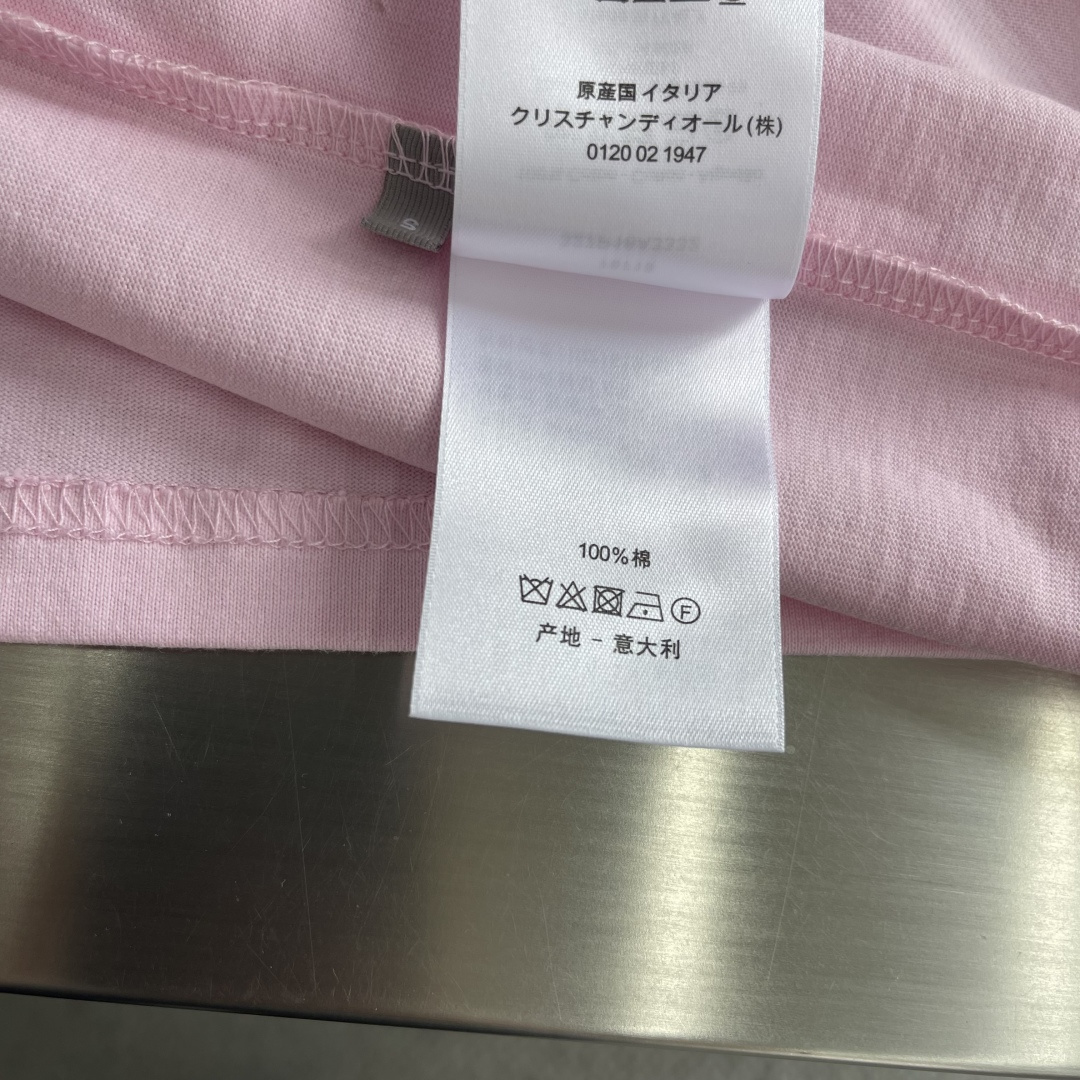 原産国 イタリア
クリスチャンディオール (株)
0120 02 1947
S
100% 棉
F
产地 - 意大利